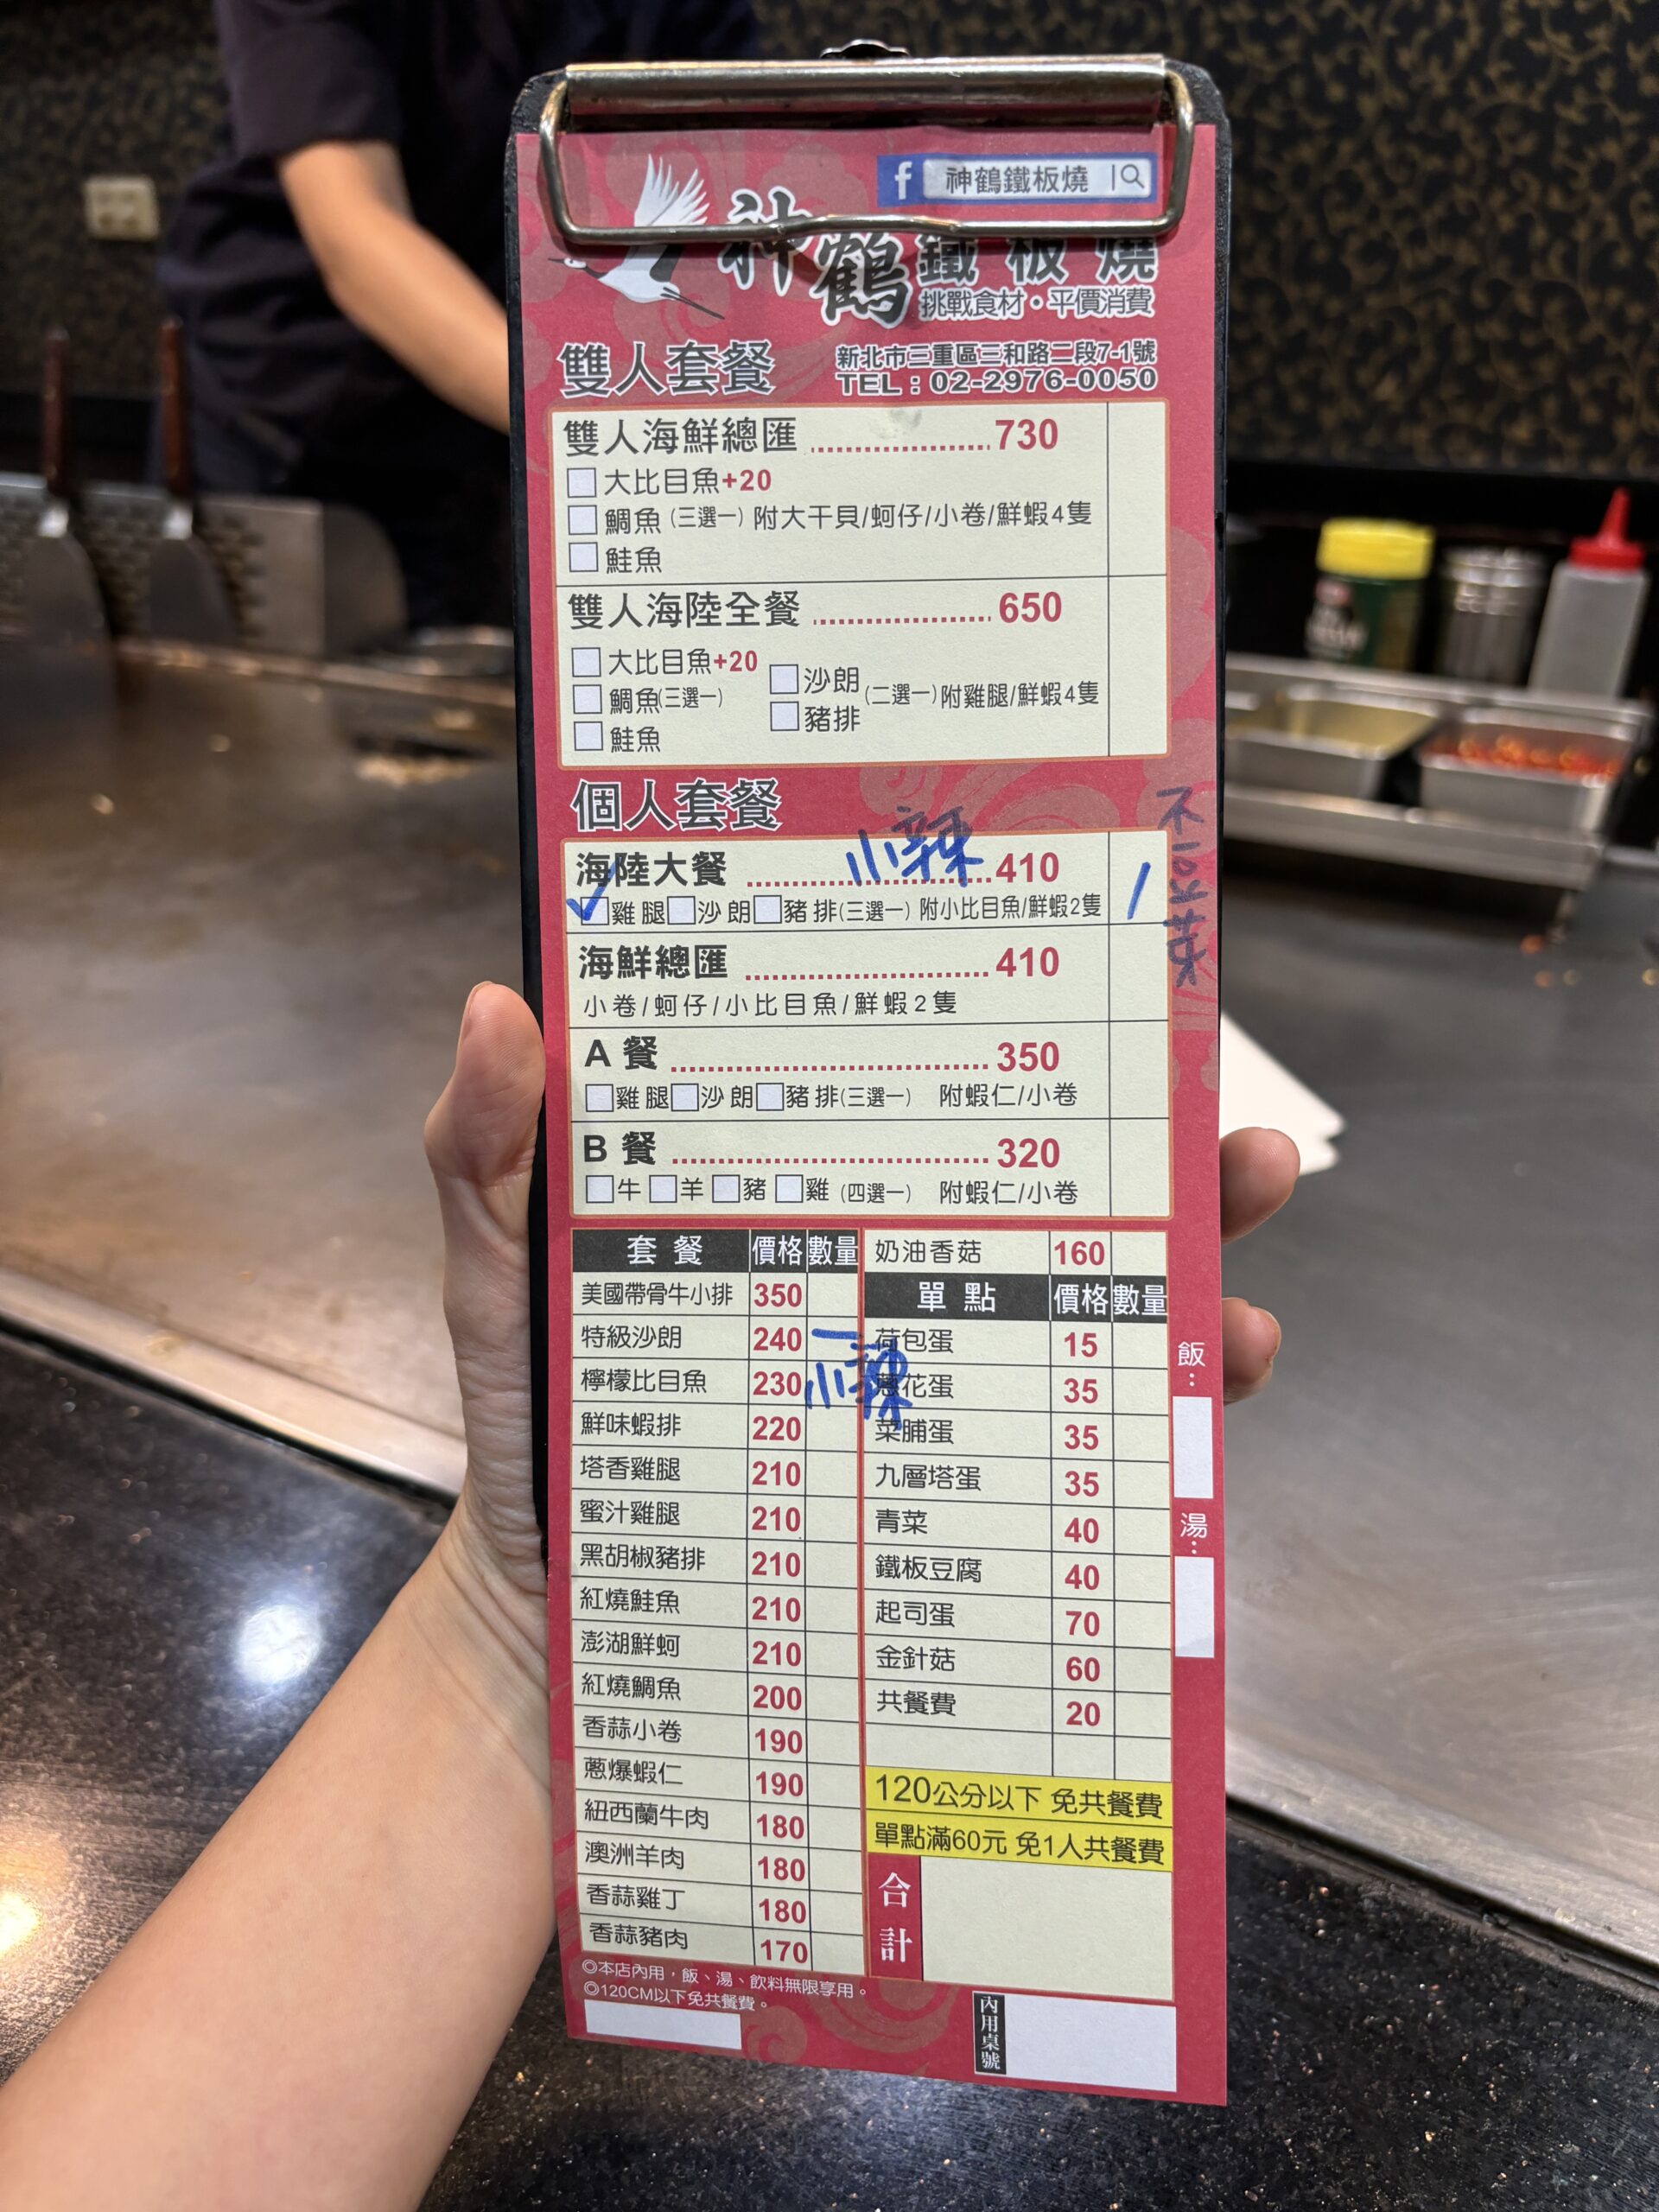 神鶴鐵板燒
神鶴 鐵板燒
挑戰食材・平價消費
雙人套餐
新北市三重區三和路二段7-1號
TEL：02-2976-0050
雙人海鮮總匯 730
大比目魚+20
鯛魚(三選一) 附大干貝/蚵仔/小卷/鮮蝦4隻
鮭魚
雙人海陸全餐 650
大比目魚+20
鯛魚(三選一)
鮭魚
沙朗
豬排
(二選一)附雞腿/鮮蝦4隻
個人套餐
小辣
不豆芽菜
海陸大餐 410 /
✓ 雞腿 沙朗 豬排(三選一) 附小比目魚/鮮蝦2隻
海鮮總匯 410
小卷/蚵仔/小比目魚/鮮蝦2隻
A 餐 350
雞腿 沙朗 豬排(三選一) 附蝦仁/小卷
B 餐 320
牛 羊 豬 雞 (四選一) 附蝦仁/小卷
套餐 價格 數量
美國帶骨牛小排 350
特級沙朗 240 一
小辣
檸檬比目魚 230
鮮味蝦排 220
塔香雞腿 210
蜜汁雞腿 210
黑胡椒豬排 210
紅燒鮭魚 210
澎湖鮮蚵 210
紅燒鯛魚 200
香蒜小卷 190
蔥爆蝦仁 190
紐西蘭牛肉 180
澳洲羊肉 180
香蒜雞丁 180
香蒜豬肉 170
奶油香菇 160
單點 價格 數量
荷包蛋 15
蔥花蛋 35
菜脯蛋 35
九層塔蛋 35
青菜 40
鐵板豆腐 40
起司蛋 70
金針菇 60
共餐費 20
120公分以下 免共餐費
單點滿60元 免1人共餐費
合計
飯：
湯：
◎本店內用，飯、湯、飲料無限享用。
◎120CM以下免共餐費。
內用桌號